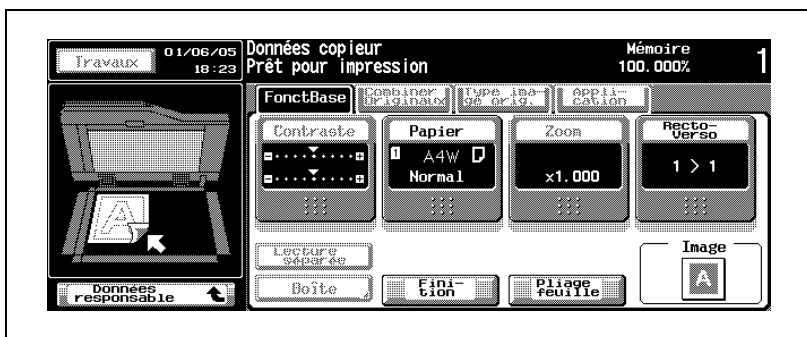 Travaux
01/06/05
18:23
Données copieur
Prêt pour impression
Mémoire
100.000%
1
FonctBase
Combiner
Originaux
Type ima-
ge orig.
Appli-
cation
Contraste
Papier
1 A4W
Normal
Zoom
x1.000
Recto-
Verso
1 > 1
Lecture
séparée
Boîte
Fini-
tion
Pliage
feuille
Image
A
A
Données
responsable